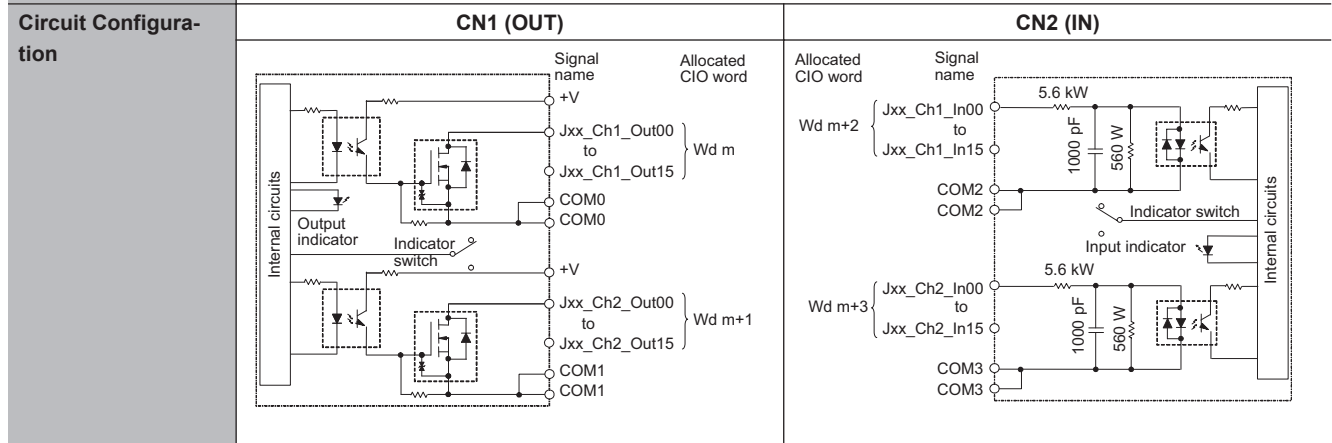 Circuit Configura-
tion
CN1 (OUT)
CN2 (IN)
Signal
name
Allocated
CIO word
Internal circuits
+V
Jxx_Ch1_Out00
to
Jxx_Ch1_Out15
Wd m
COM0
COM0
Output
indicator
Indicator
switch
+V
Jxx_Ch2_Out00
to
Jxx_Ch2_Out15
Wd m+1
COM1
COM1
Allocated
CIO word
Signal
name
Wd m+2
Jxx_Ch1_In00
to
Jxx_Ch1_In15
5.6 kW
1000 pF
560 W
COM2
COM2
Indicator switch
Input indicator
Internal circuits
Wd m+3
Jxx_Ch2_In00
to
Jxx_Ch2_In15
5.6 kW
1000 pF
560 W
COM3
COM3